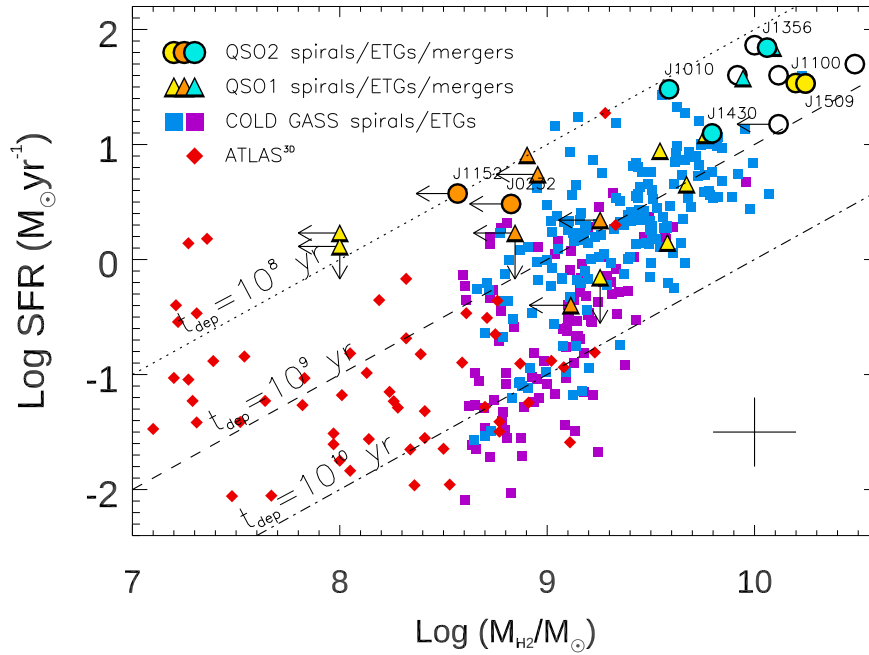 2
1
0
-1
-2
Log SFR (M☉yr⁻¹)
QSO2 spirals/ETGs/mergers
QSO1 spirals/ETGs/mergers
COLD GASS spirals/ETGs
ATLAS³ᴰ
J1356
J1010
J1100
J1509
J1430
J1152
J0232
t_dep=10⁸ yr
t_dep=10⁹ yr
t_dep=10¹⁰ yr
7 8 9 10
Log (M_H2/M☉)